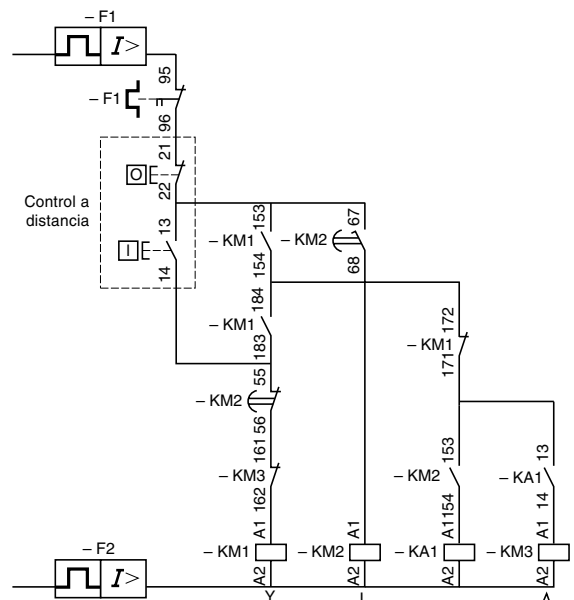 – F1
I>
– F1
95
96
21
O
22
Control a
distancia
13
I
14
153
– KM1
154
67
– KM2
68
184
– KM1
183
172
– KM1
171
55
– KM2
56
161
– KM3
162
153
– KM2
154
13
– KA1
14
A1
– KM1
A2
A1
– KM2
A2
A1
– KA1
A2
A1
– KM3
A2
– F2
I>
Y